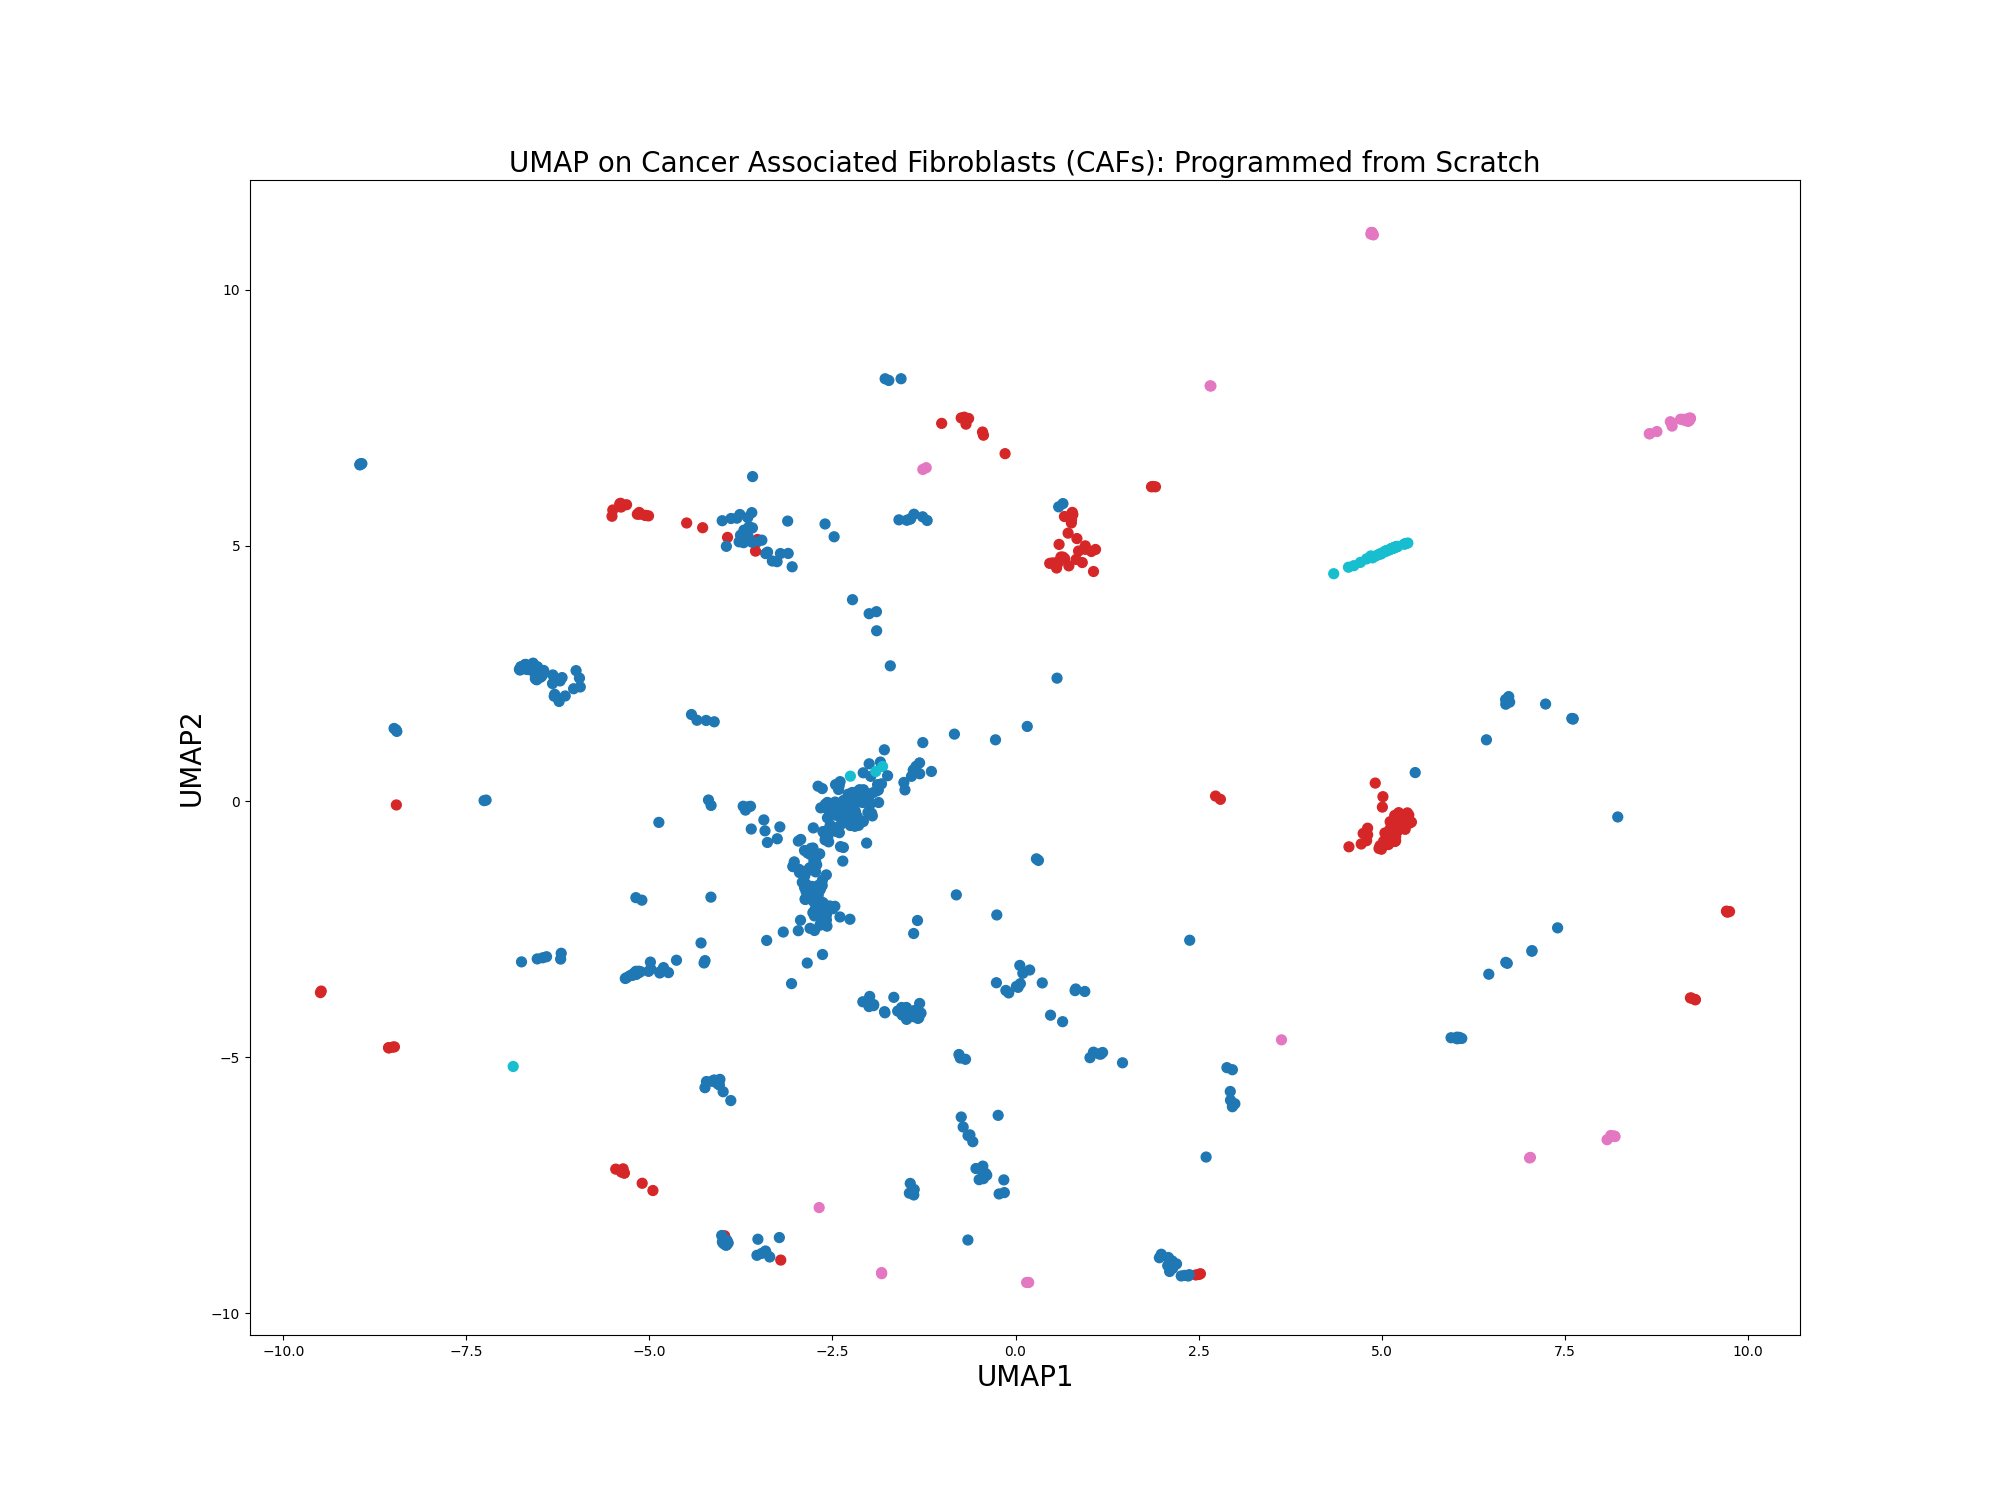 UMAP on Cancer Associated Fibroblasts (CAFs): Programmed from Scratch
10
5
0
−5
−10
UMAP2
−10.0 −7.5 −5.0 −2.5 0.0 2.5 5.0 7.5 10.0
UMAP1